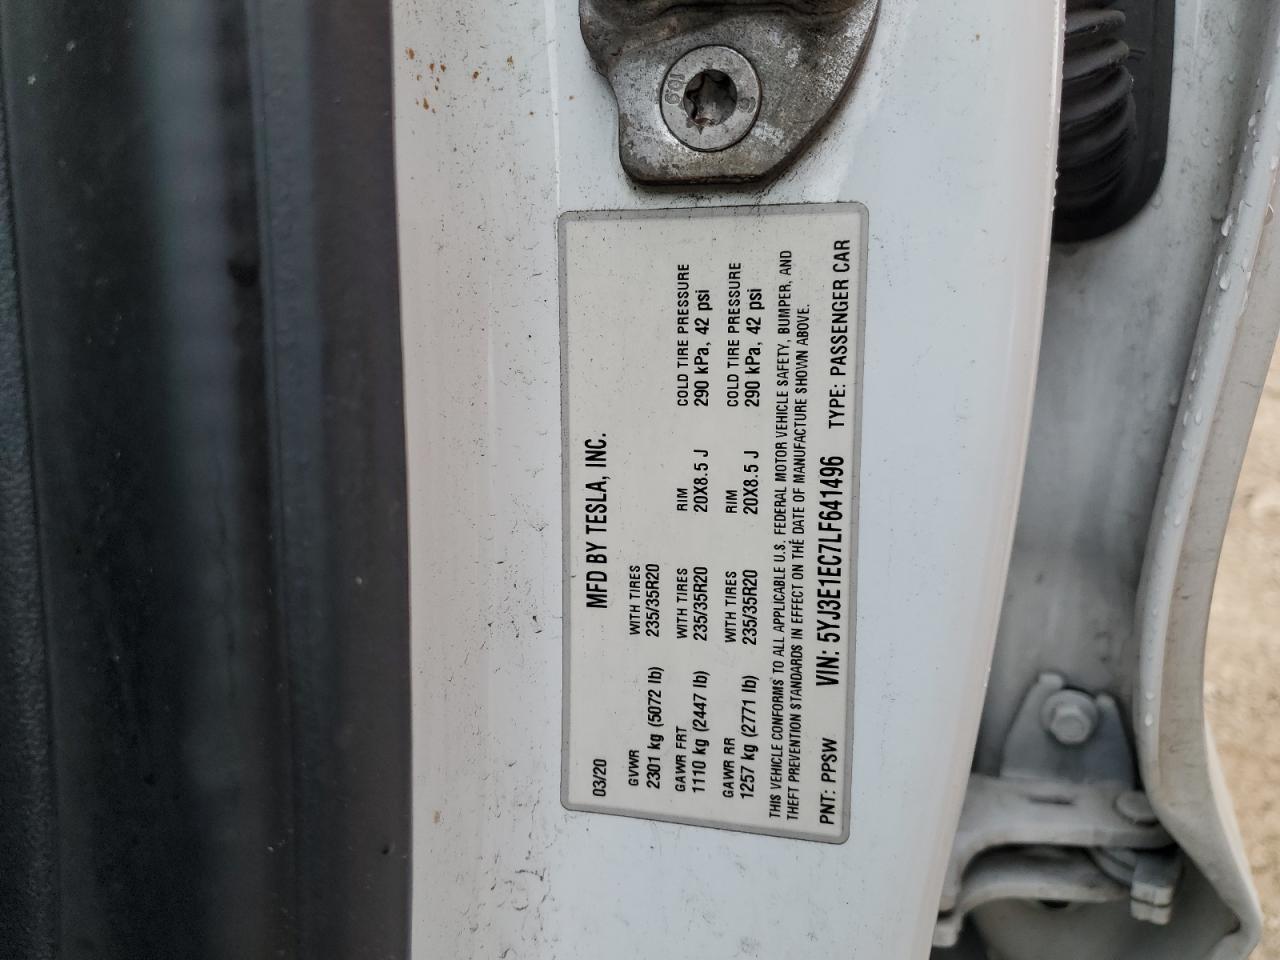 MFD BY TESLA, INC.
03/20
GVWR WITH TIRES
2301 kg (5072 lb) 235/35R20
GAWR FRT WITH TIRES RIM COLD TIRE PRESSURE
1110 kg (2447 lb) 235/35R20 20X8.5 J 290 kPa, 42 psi
GAWR RR WITH TIRES RIM COLD TIRE PRESSURE
1257 kg (2771 lb) 235/35R20 20X8.5 J 290 kPa, 42 psi
THIS VEHICLE CONFORMS TO ALL APPLICABLE U.S. FEDERAL MOTOR VEHICLE SAFETY, BUMPER, AND
THEFT PREVENTION STANDARDS IN EFFECT ON THE DATE OF MANUFACTURE SHOWN ABOVE.
PNT: PPSW VIN: 5YJ3E1EC7LF641496 TYPE: PASSENGER CAR